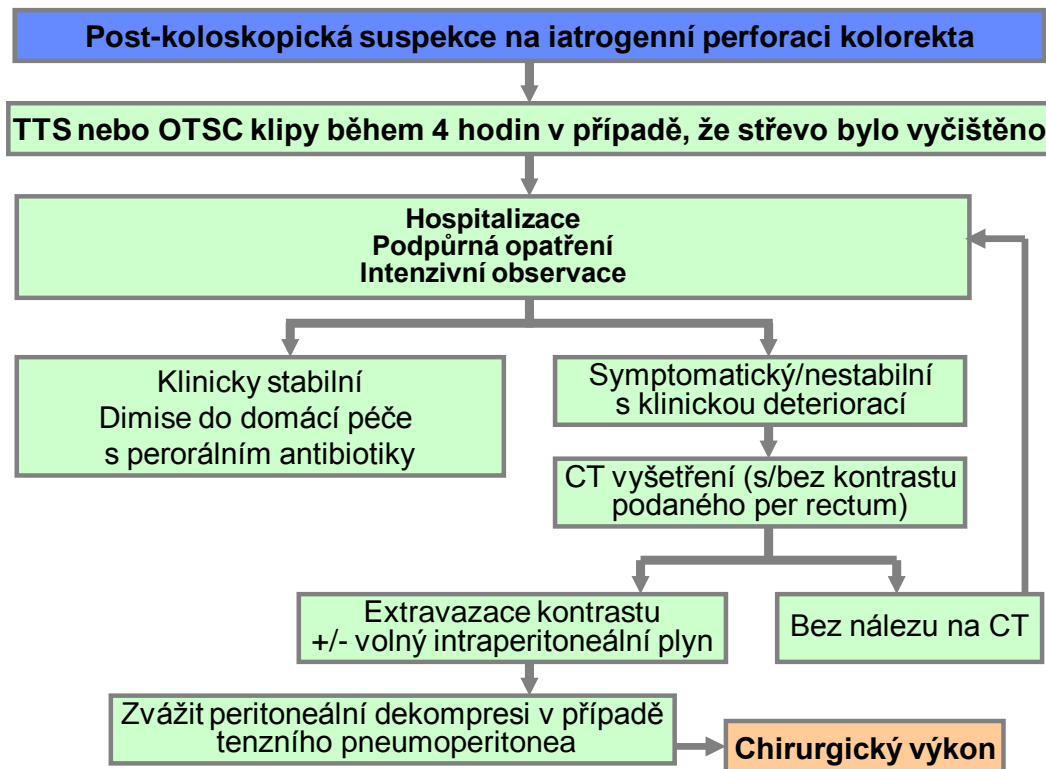 Post-koloskopická suspekce na iatrogenní perforaci kolorekta
TTS nebo OTSC klipy během 4 hodin v případě, že střevo bylo vyčištěno
Hospitalizace
Podpůrná opatření
Intenzivní observace
Klinicky stabilní
Dimise do domácí péče
s perorálním antibiotiky
Symptomatický/nestabilní
s klinickou deteriorací
CT vyšetření (s/bez kontrastu
podaného per rectum)
Extravazace kontrastu
+/- volný intraperitoneální plyn
Bez nálezu na CT
Zvážit peritoneální dekompresi v případě
tenzního pneumoperitonea
Chirurgický výkon